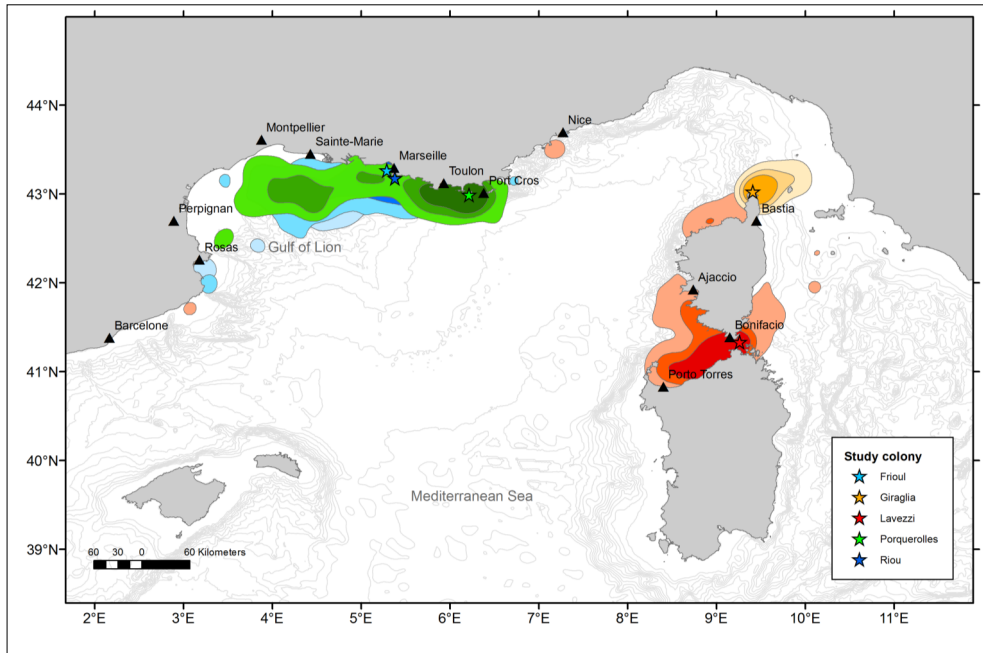 44°N
43°N
42°N
41°N
40°N
39°N
Montpellier
Sainte-Marie
Marseille
Toulon
Port Cros
Nice
Perpignan
Rosas
Gulf of Lion
Barcelone
Bastia
Ajaccio
Bonifacio
Porto Torres
Mediterranean Sea
60 30 0 60 Kilometers
Study colony
Frioul
Giraglia
Lavezzi
Porquerolles
Riou
2°E 3°E 4°E 5°E 6°E 7°E 8°E 9°E 10°E 11°E